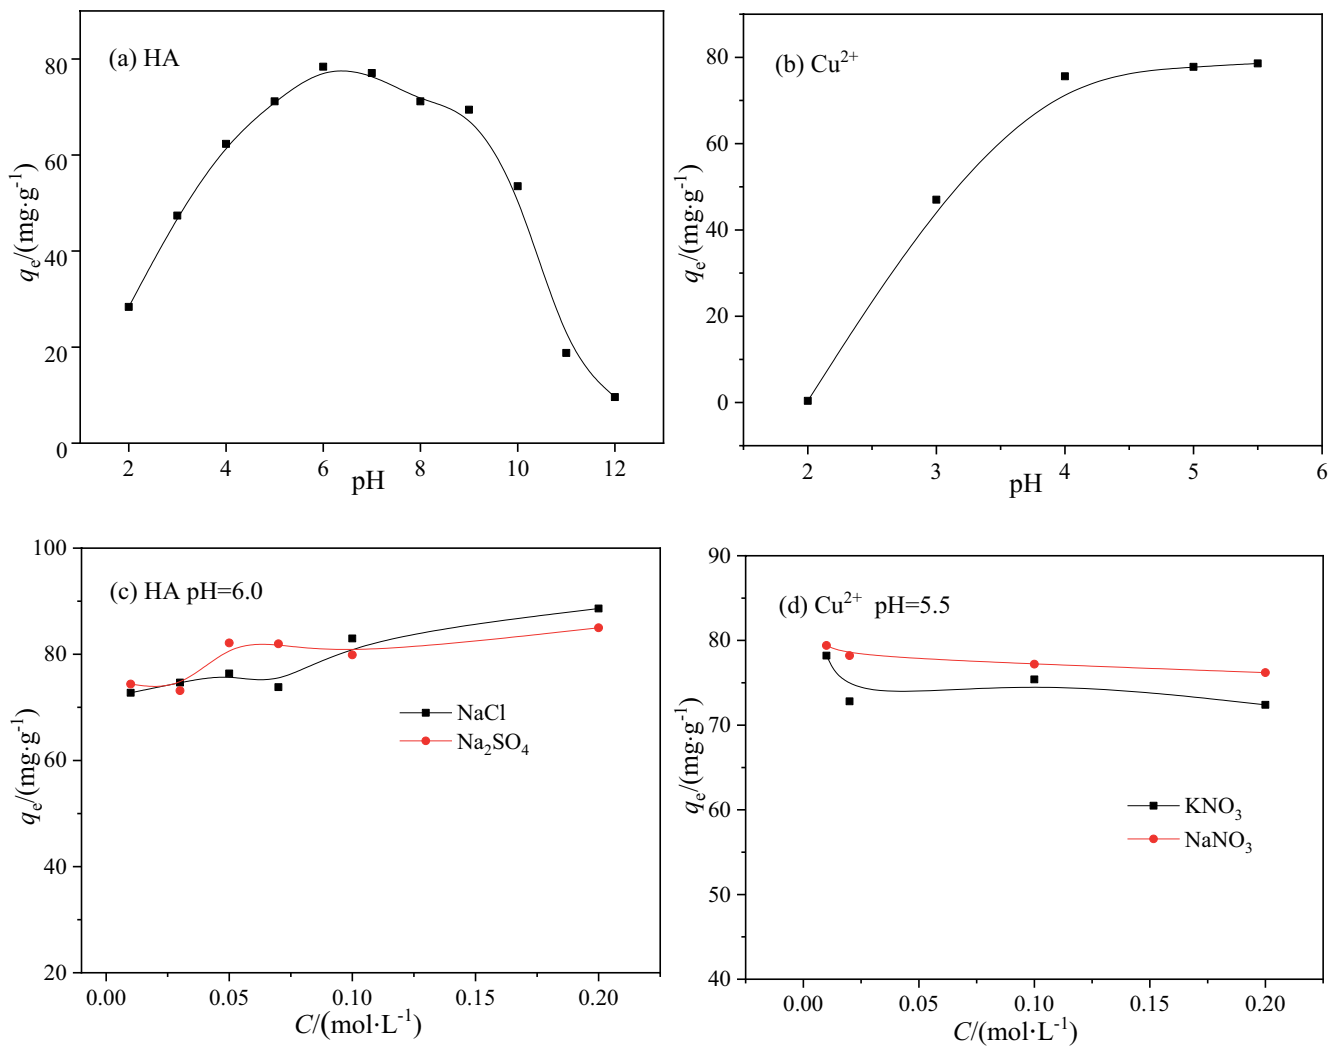 (a) HA
80
60
40
20
0
qₑ/(mg·g⁻¹)
2 4 6 8 10 12
pH
(b) Cu²⁺
80
60
40
20
0
qₑ/(mg·g⁻¹)
2 3 4 5 6
pH
(c) HA pH=6.0
100
80
60
40
20
qₑ/(mg·g⁻¹)
NaCl
Na₂SO₄
0.00 0.05 0.10 0.15 0.20
C/(mol·L⁻¹)
(d) Cu²⁺ pH=5.5
90
80
70
60
50
40
qₑ/(mg·g⁻¹)
KNO₃
NaNO₃
0.00 0.05 0.10 0.15 0.20
C/(mol·L⁻¹)